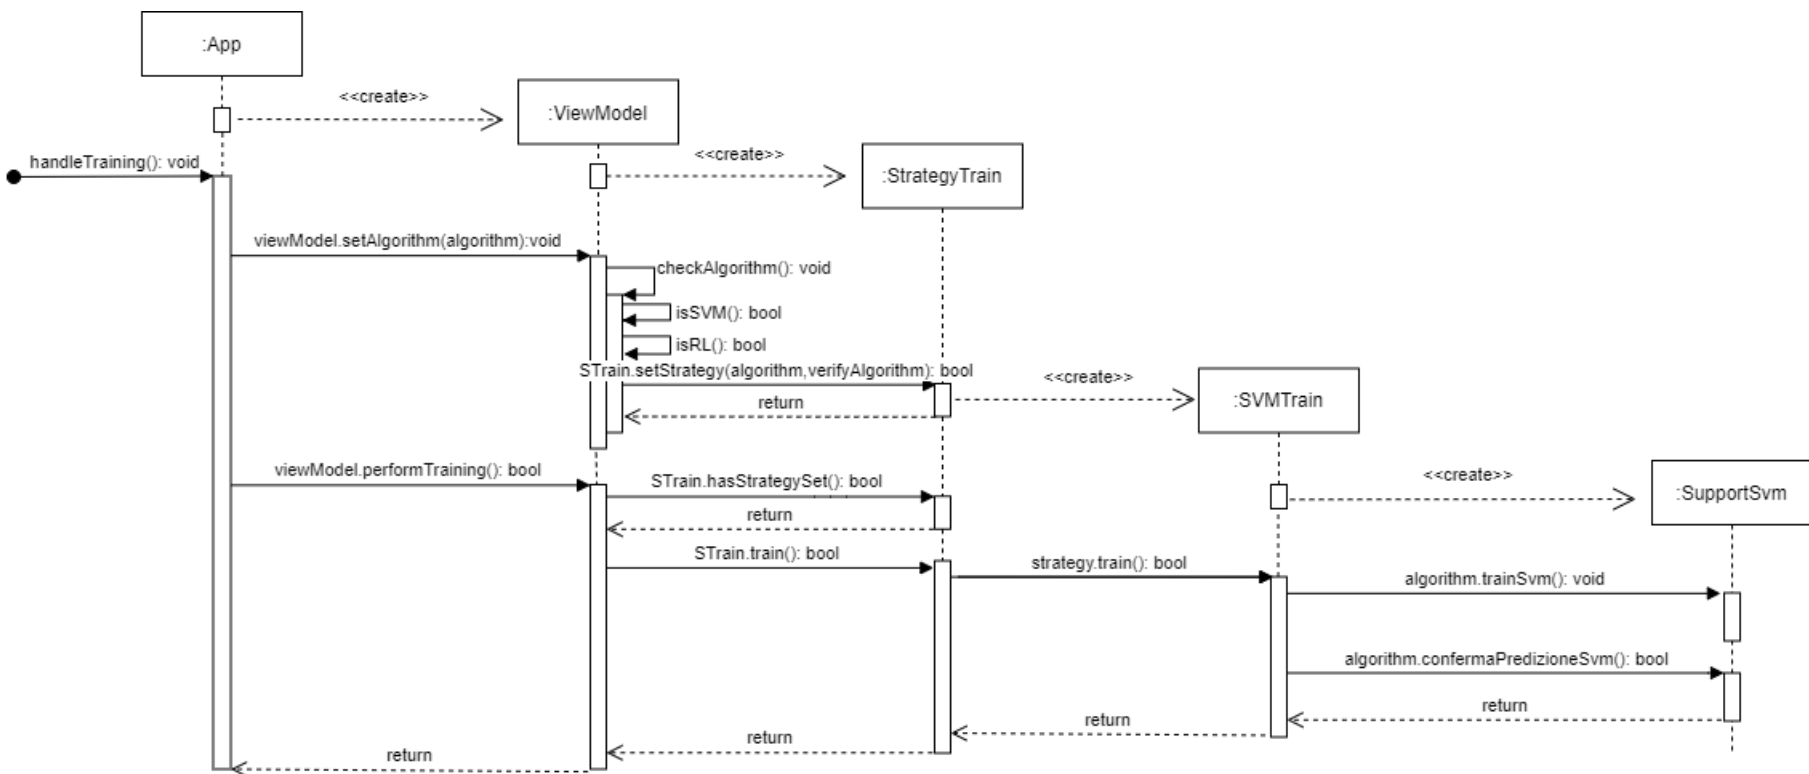 :App
<<create>>
:ViewModel
handleTraining(): void
<<create>>
:StrategyTrain
viewModel.setAlgorithm(algorithm):void
checkAlgorithm(): void
isSVM(): bool
isRL(): bool
STrain.setStrategy(algorithm,verifyAlgorithm): bool
<<create>>
:SVMTrain
return
viewModel.performTraining(): bool
STrain.hasStrategySet(): bool
<<create>>
:SupportSvm
return
STrain.train(): bool
strategy.train(): bool
algorithm.trainSvm(): void
algorithm.confermaPredizioneSvm(): bool
return
return
return
return